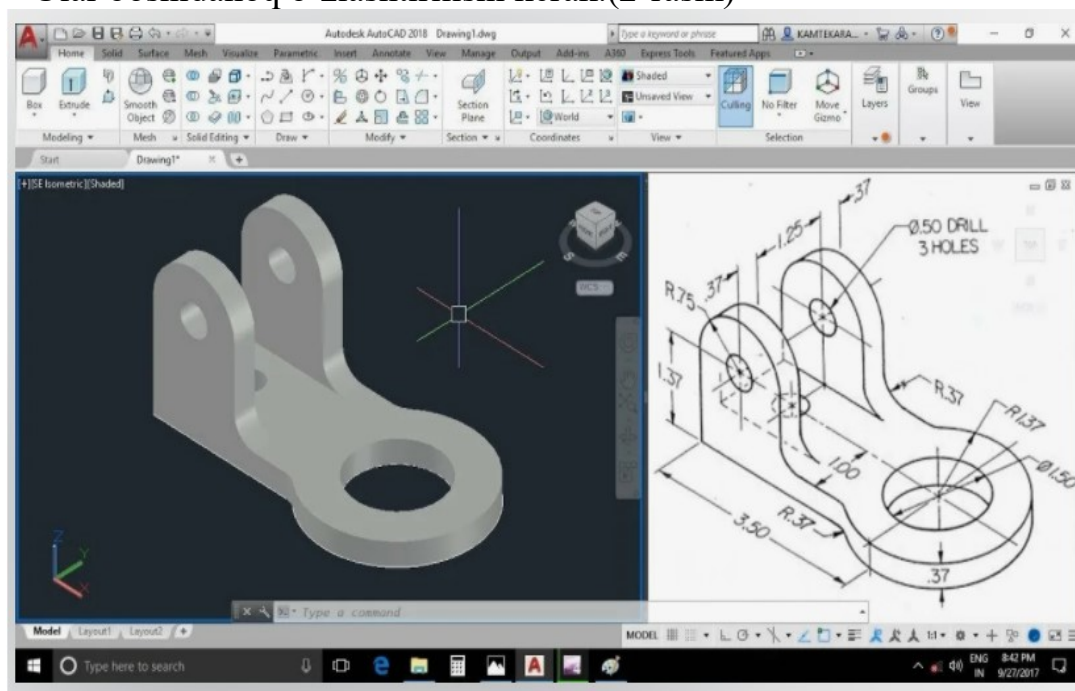 Autodesk AutoCAD 2018 Drawing1.dwg
Type a keyword or phrase
KAMTEKARA...
Home Solid Surface Mesh Visualize Parametric Insert Annotate View Manage Output Add-ins A360 Express Tools Featured Apps
Box
Extrude
Smooth
Object
Section
Plane
World
Shaded
Unsaved View
Culling
No Filter
Move
Gizmo
Layers
Groups
View
Modeling
Mesh
Solid Editing
Draw
Modify
Section
Coordinates
View
Selection
Start
Drawing1*
[+][SE Isometric][Shaded]
S
E
WCS
Z
Y
X
.37
1.25
Ø.50 DRILL
3 HOLES
.37
R.75
1.37
R.37
R1.37
Ø1.50
1.00
3.50
R.37
.37
Type a command
Model
Layout1
Layout2
MODEL
1:1
Type here to search
ENG
IN
8:42 PM
9/27/2017